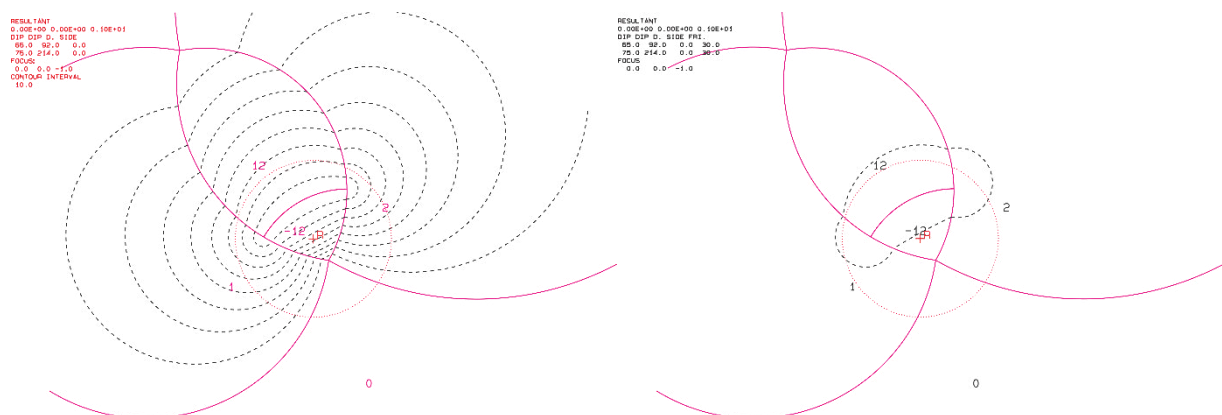 RESULTANT
0.00E+00 0.00E+00 0.10E+01
DIP DIP D. SIDE
65.0 92.0 0.0
75.0 214.0 0.0
FOCUS:
0.0 0.0 -1.0
CONTOUR INTERVAL
10.0
12
2
-12
R
1
0
RESULTANT
0.00E+00 0.00E+00 0.10E+01
DIP DIP D. SIDE FRI.
65.0 92.0 0.0 30.0
75.0 214.0 0.0 30.0
FOCUS
0.0 0.0 -1.0
12
2
-12
R
1
0